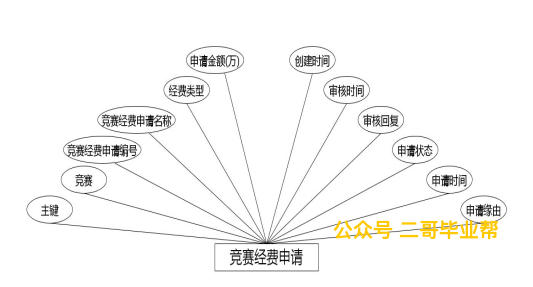 申请金额(万)
创建时间
经费类型
审核时间
竞赛经费申请名称
审核回复
竞赛经费申请编号
申请状态
竞赛
申请时间
主键
申请缘由
公众号 二哥毕业帮
竞赛经费申请